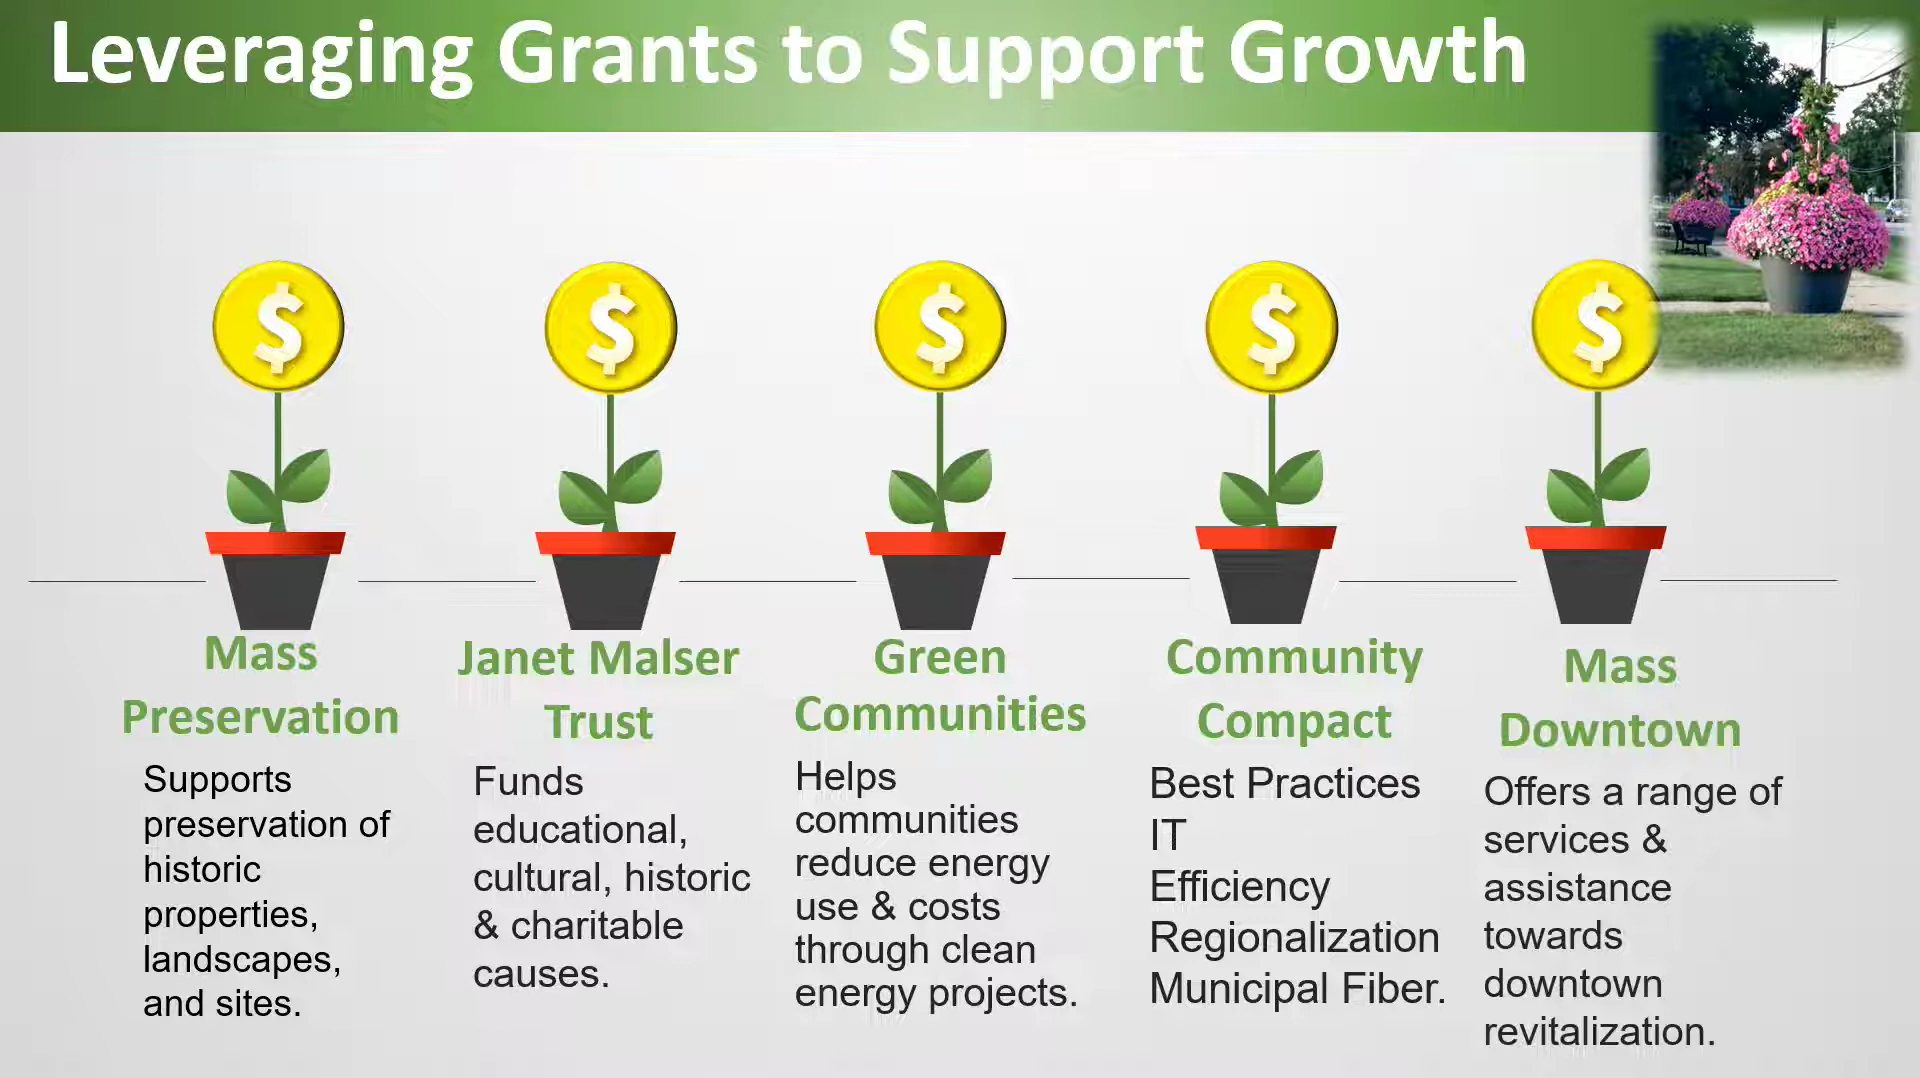 Leveraging Grants to Support Growth
$
$
$
$
$
Mass
Preservation
Supports
preservation of
historic
properties,
landscapes,
and sites.
Janet Malser
Trust
Funds
educational,
cultural, historic
& charitable
causes.
Green
Communities
Helps
communities
reduce energy
use & costs
through clean
energy projects.
Community
Compact
Best Practices
IT
Efficiency
Regionalization
Municipal Fiber.
Mass
Downtown
Offers a range of
services &
assistance
towards
downtown
revitalization.